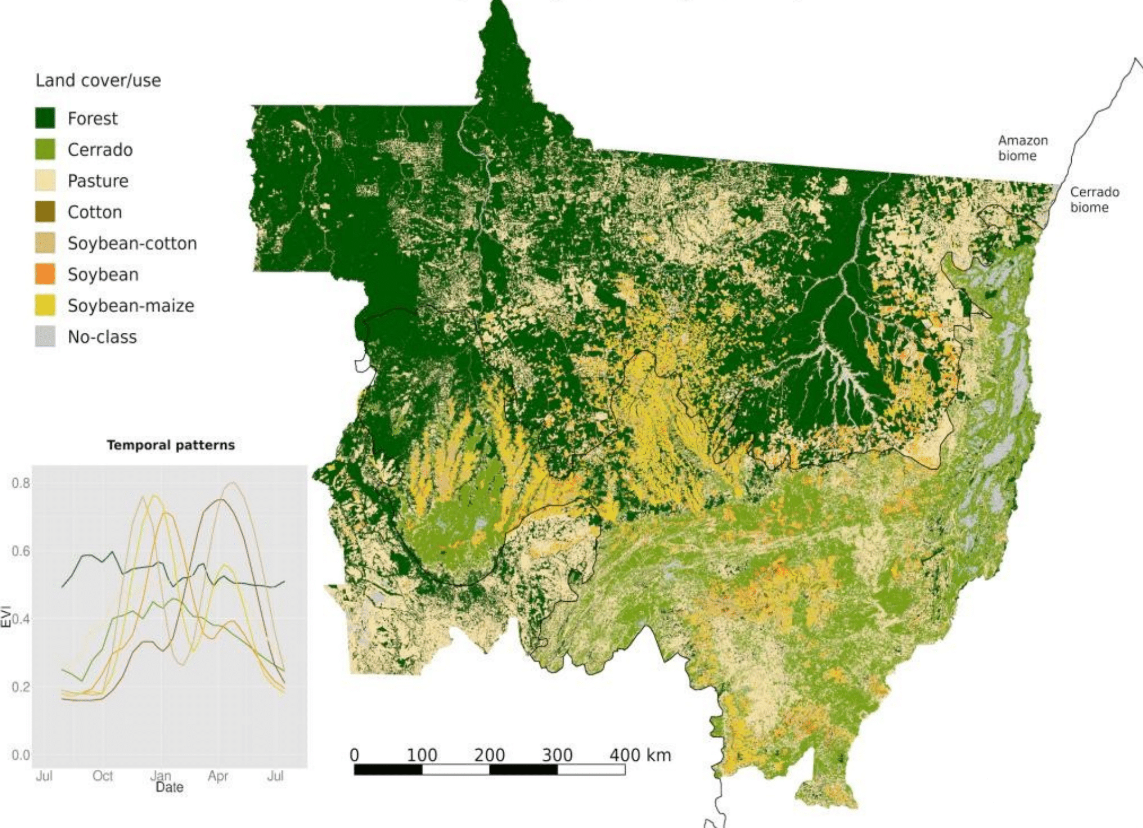 Land cover/use
Forest
Cerrado
Pasture
Cotton
Soybean-cotton
Soybean
Soybean-maize
No-class
Amazon
biome
Cerrado
biome
Temporal patterns
EVI
0.8
0.6
0.4
0.2
0.0
Jul
Oct
Jan
Apr
Jul
Date
0 100 200 300 400 km